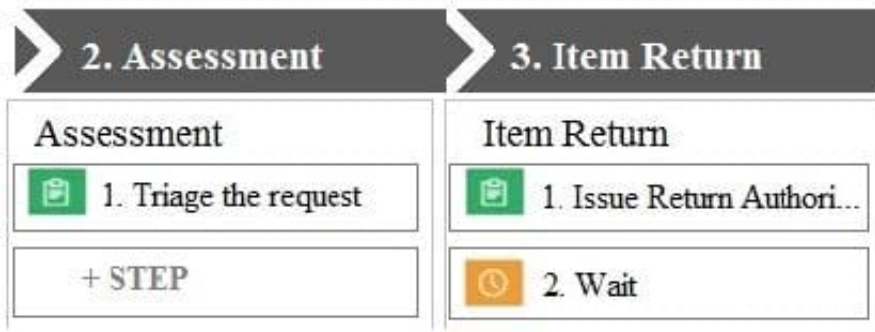 2. Assessment
3. Item Return
Assessment
1. Triage the request
+ STEP
Item Return
1. Issue Return Authori...
2. Wait